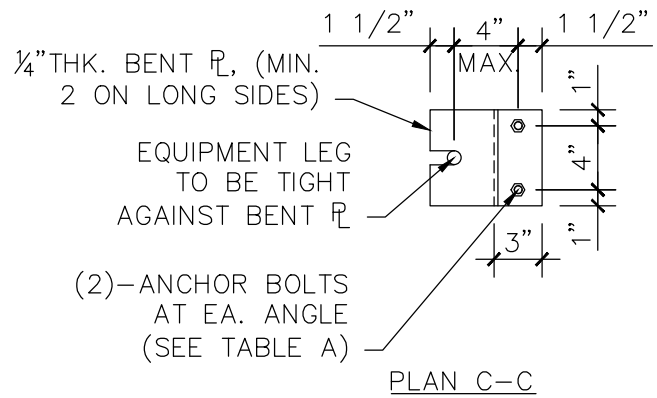 1 1/2” 4” 1 1/2”
MAX.
¼”THK. BENT ⅊, (MIN.
2 ON LONG SIDES)
EQUIPMENT LEG
TO BE TIGHT
AGAINST BENT ⅊
(2)-ANCHOR BOLTS
AT EA. ANGLE
(SEE TABLE A)
1”
4”
1”
3”
PLAN C-C